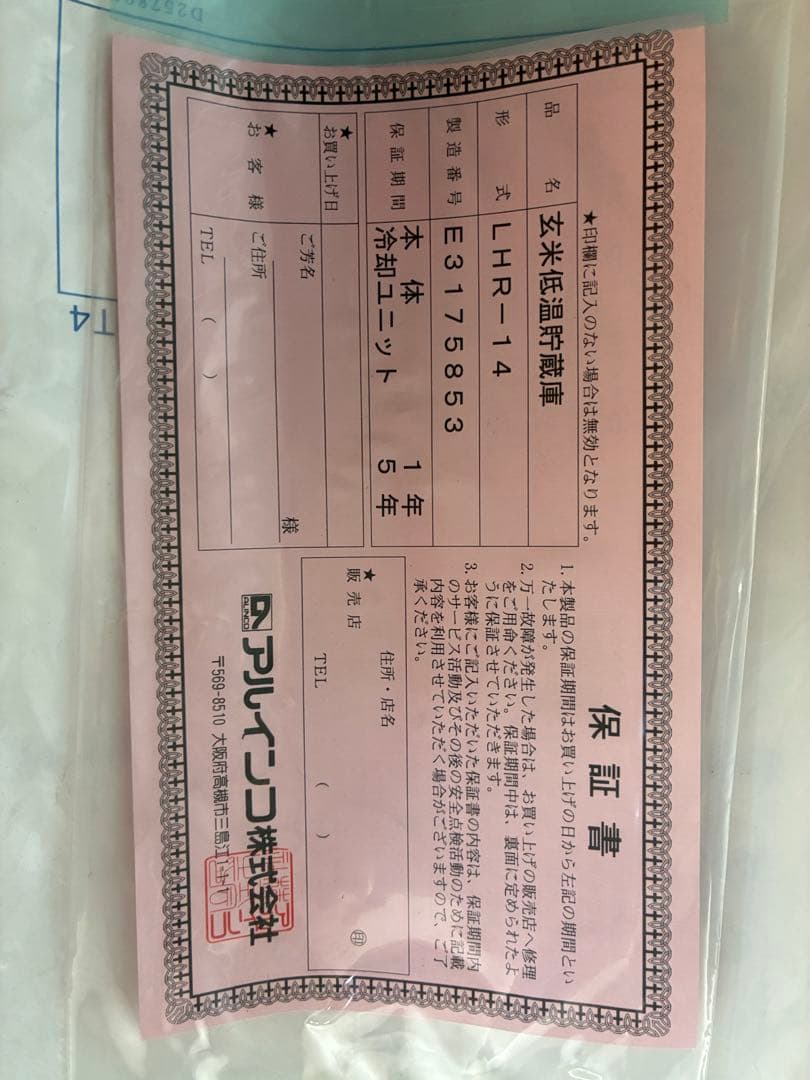 保証書
★印欄に記入のない場合は無効となります。
品名 玄米低温貯蔵庫
形式 LHR－14
製造番号 E3175853
保証期間 本体 1年
冷却ユニット 5年
★お買い上げ日
★お客様
ご芳名 様
ご住所
TEL ( )
1. 本製品の保証期間はお買い上げの日から左記の期間とい
たします。
2. 万一故障が発生した場合は、お買い上げの販売店へ修理
をご用命ください。保証期間中は、裏面に定められたよ
うに保証させていただきます。
3. お客様にご記入いただいた保証書の内容は、保証期間内
のサービス活動及びその後の安全点検活動のために記載
内容を利用させていただく場合がございますので、ご了
承ください。
★販売店
住所・店名
TEL ( )
㊞
ALINCO
アルインコ株式会社
〒569-8510 大阪府高槻市三島江
T4